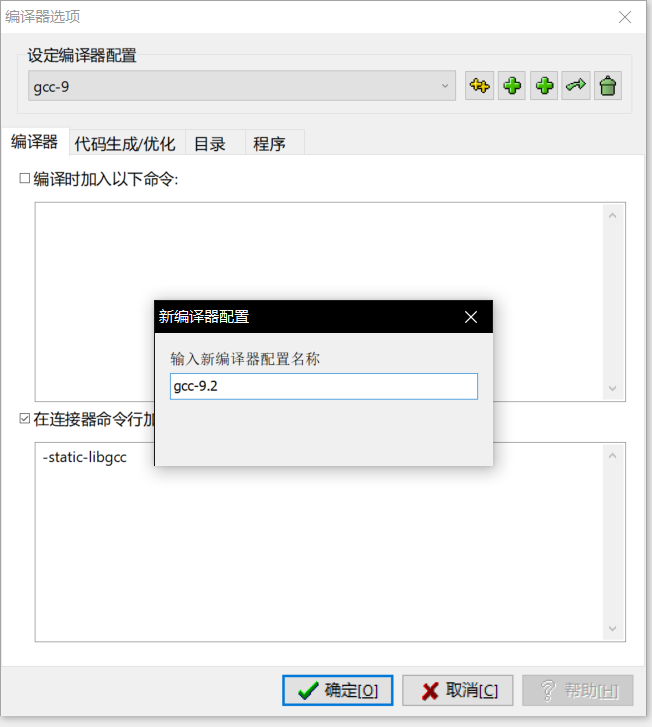 编译器选项
设定编译器配置
gcc-9
编译器
代码生成/优化
目录
程序
编译时加入以下命令:
新编译器配置
输入新编译器配置名称
gcc-9.2
在连接器命令行加
-static-libgcc
确定[O]
取消[C]
帮助[H]